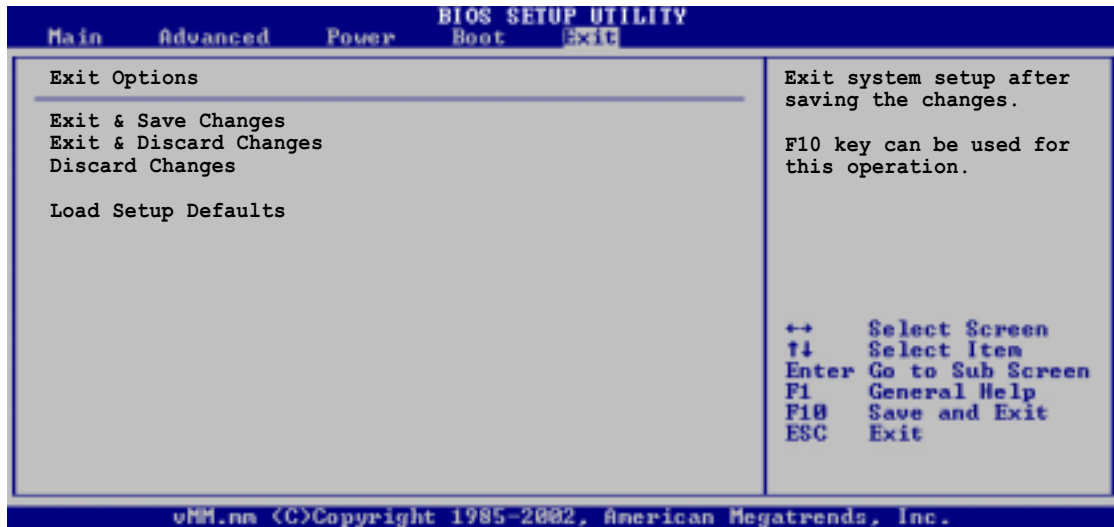 BIOS SETUP UTILITY
Main Advanced Power Boot Exit
Exit Options
Exit & Save Changes
Exit & Discard Changes
Discard Changes
Load Setup Defaults
Exit system setup after
saving the changes.
F10 key can be used for
this operation.
←→ Select Screen
↑↓ Select Item
Enter Go to Sub Screen
F1 General Help
F10 Save and Exit
ESC Exit
vMM.nn (C)Copyright 1985-2002, American Megatrends, Inc.